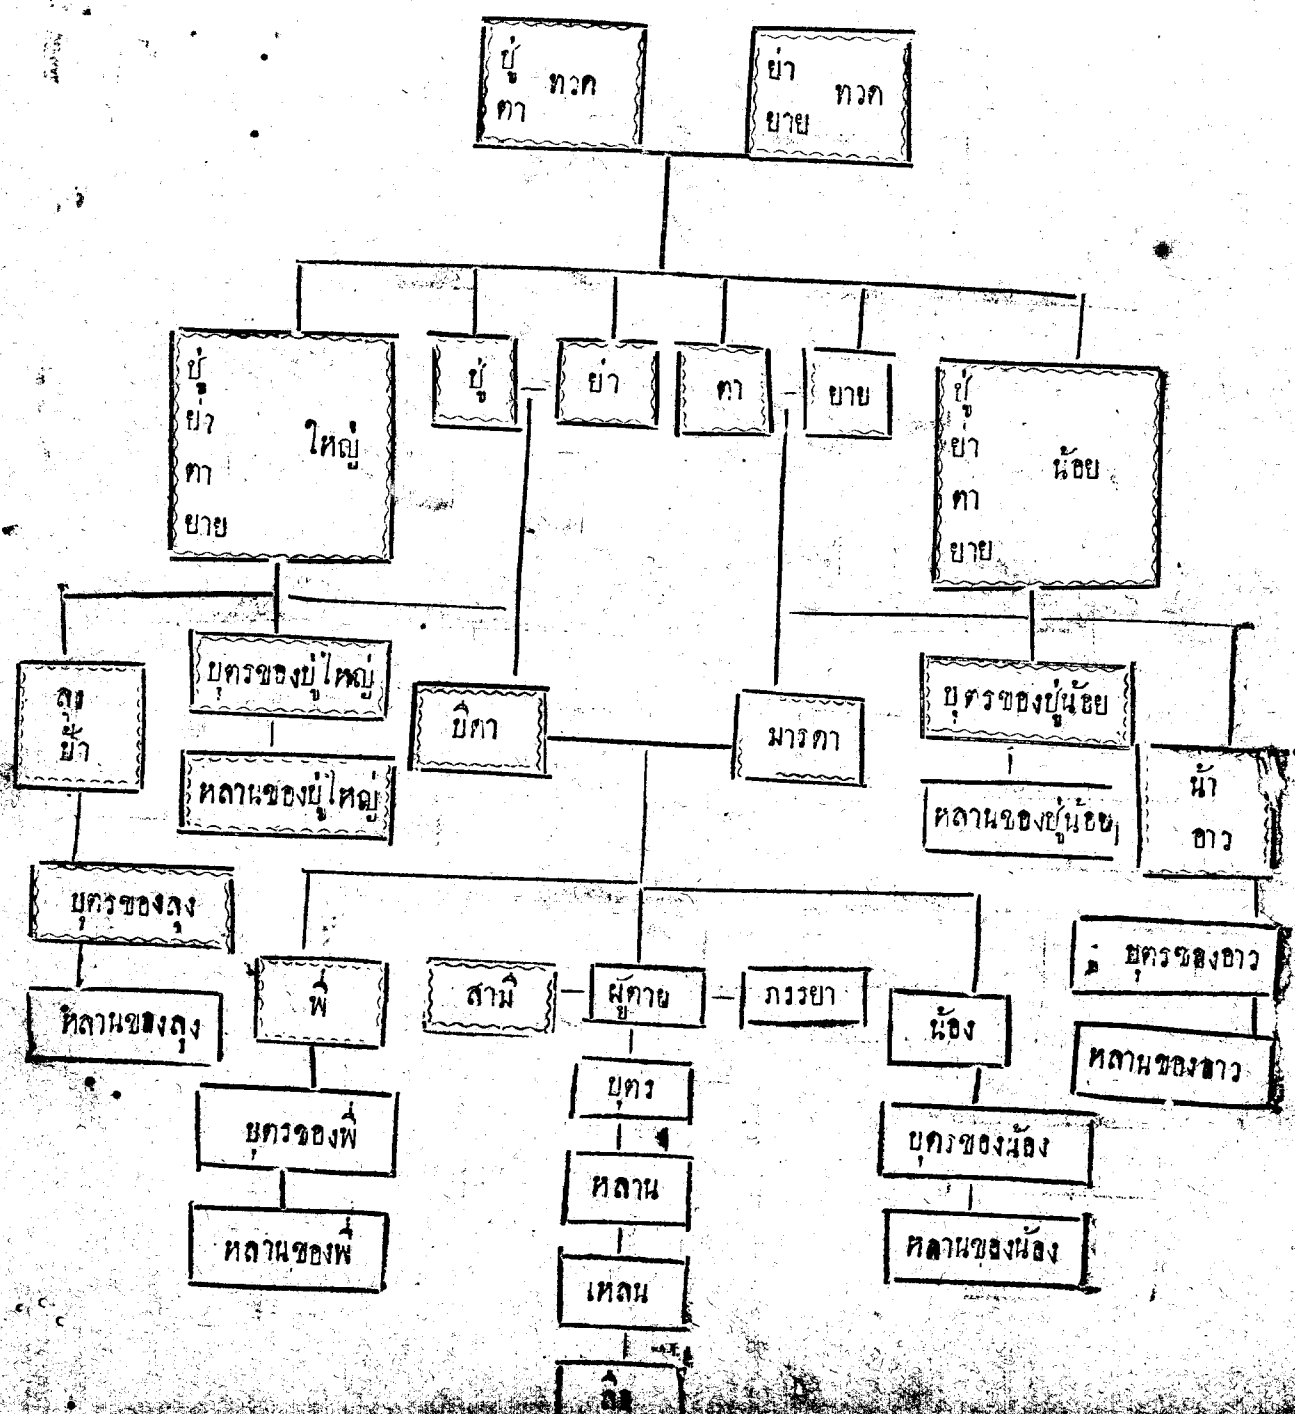 ปู่
ทวด
ตา
ย่า
ทวด
ยาย
ปู่
ย่า
ใหญ่
ตา
ยาย
ปู่
ย่า
ตา
ยาย
ปู่
ย่า
น้อย
ตา
ยาย
ลุง
ป้า
บุตรของปู่ใหญ่
หลานของปู่ใหญ่
บิดา
มารดา
บุตรของปู่น้อย
หลานของปู่น้อย
น้า
อาว
บุตรของลุง
หลานของลุง
พี่
สามี
ผู้ตาย
ภรรยา
น้อง
บุตรของอาว
หลานของอาว
บุตรของพี่
หลานของพี่
บุตร
หลาน
เหลน
บุตรของน้อง
หลานของน้อง